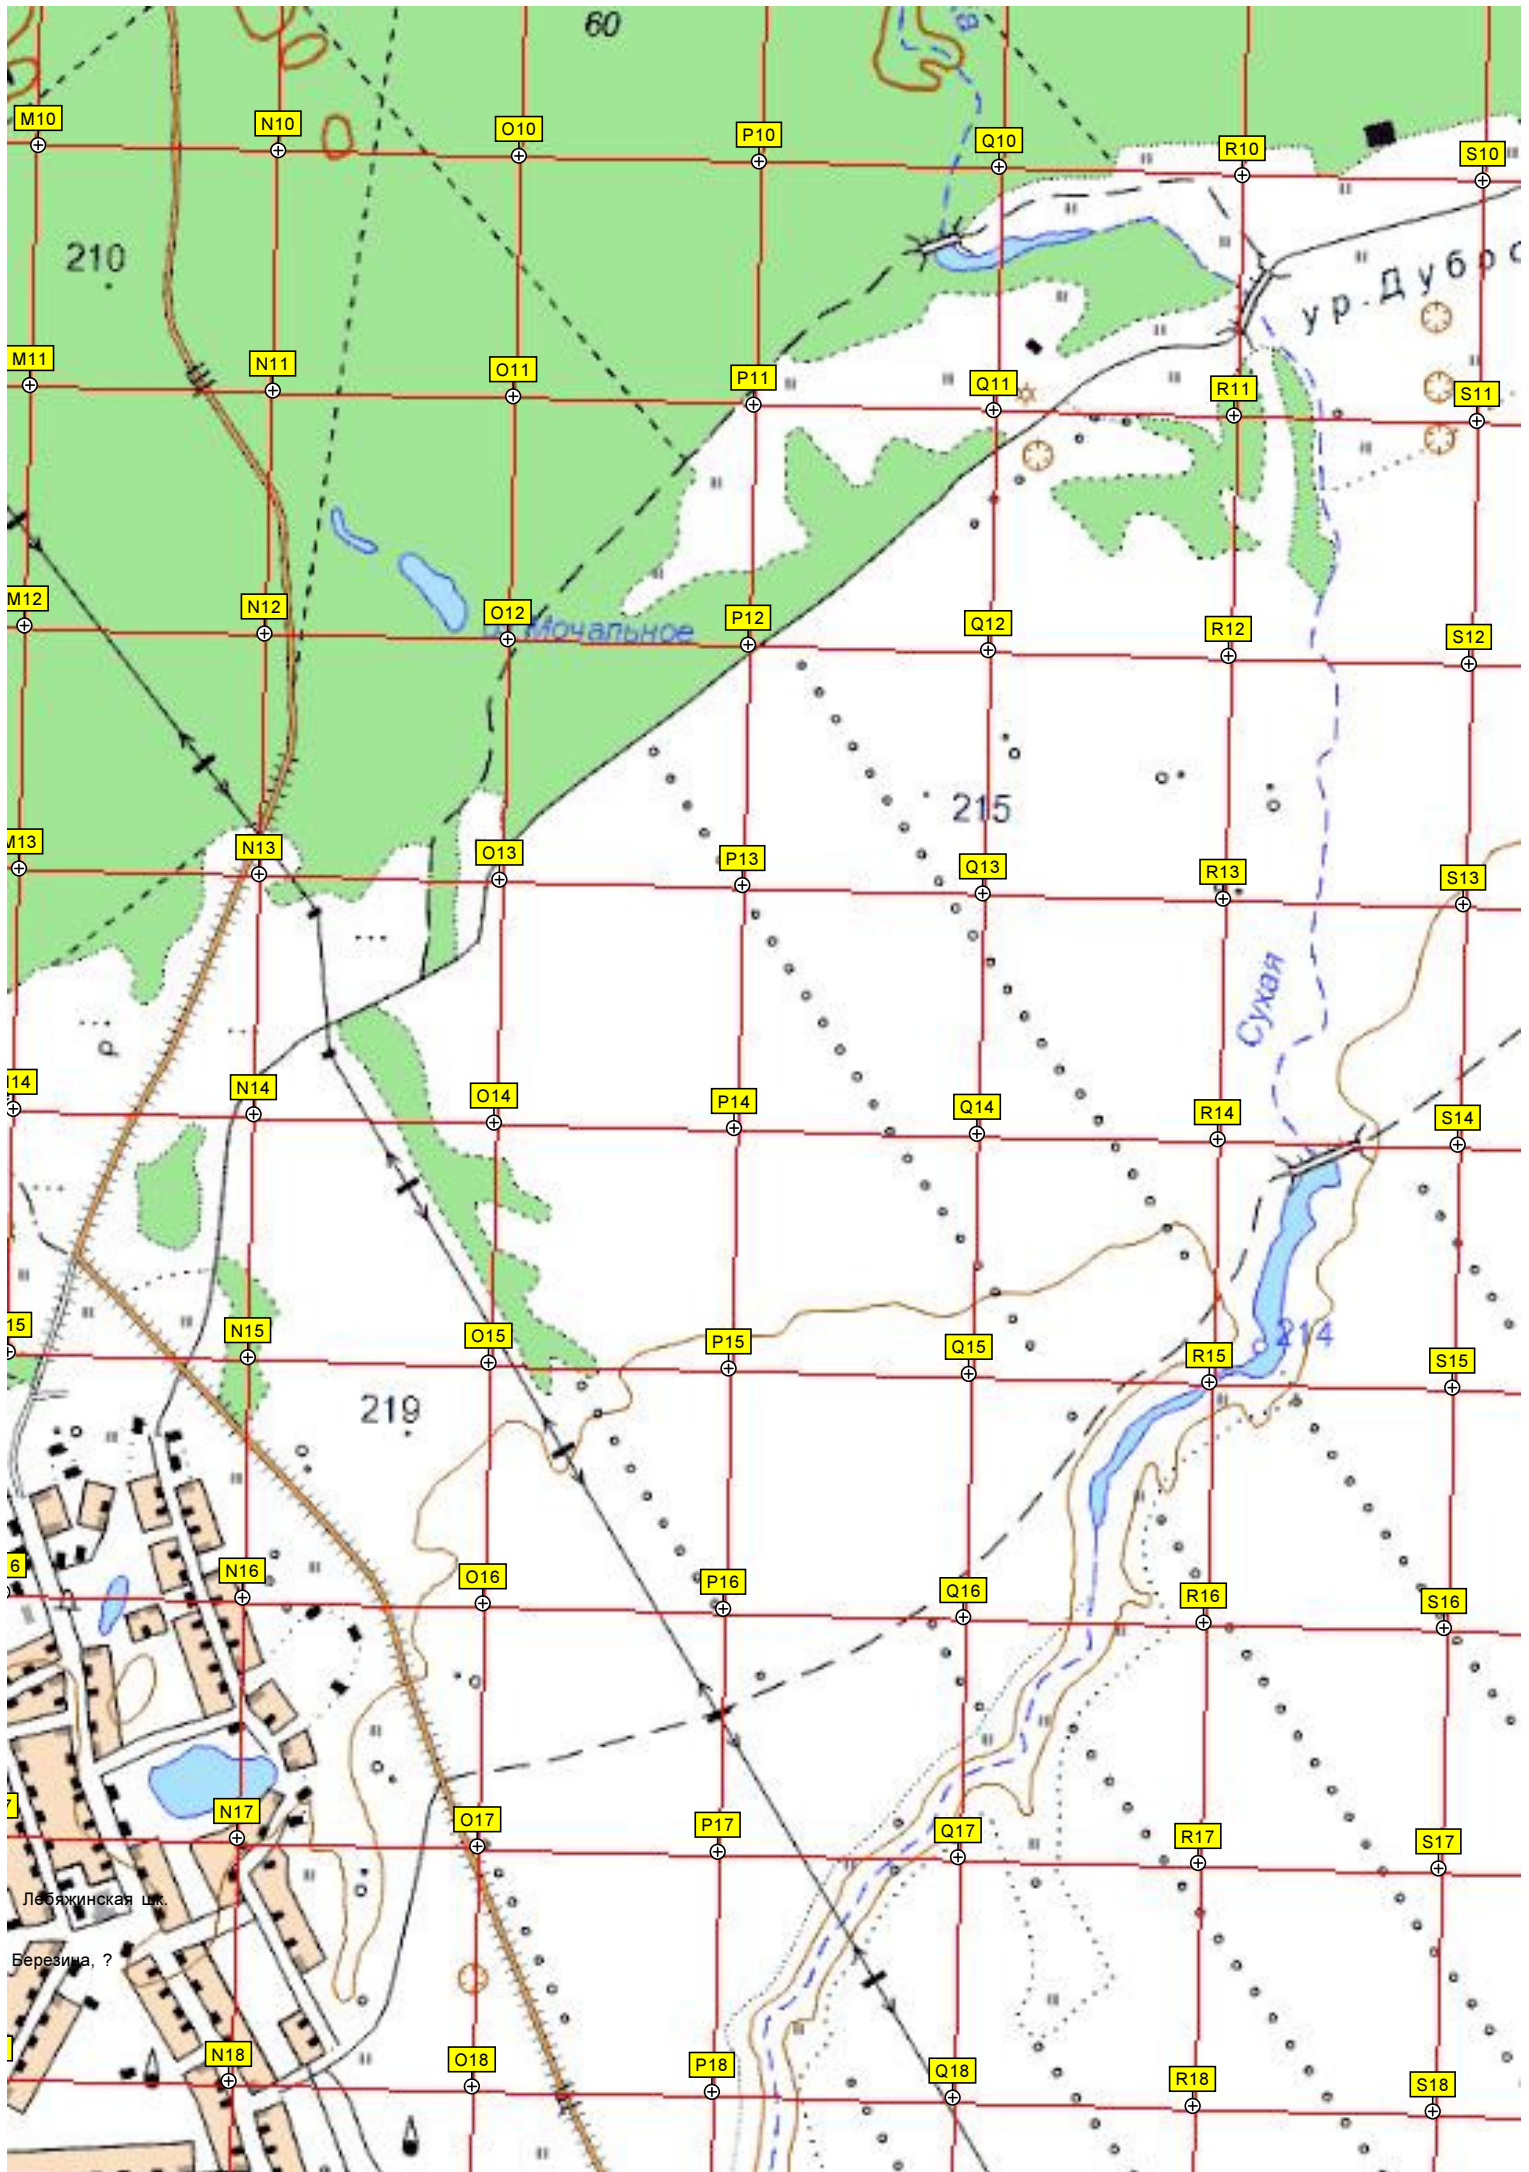 60
в
M10 N10 O10 P10 Q10 R10 S10
210
ур. Дубро
M11 N11 O11 P11 Q11 R11 S11
M12 N12 O12 P12 Q12 R12 S12
Мочальное
215
M13 N13 O13 P13 Q13 R13 S13
Сухая
14 N14 O14 P14 Q14 R14 S14
214
15 N15 O15 P15 Q15 R15 S15
219
6 N16 O16 P16 Q16 R16 S16
7 N17 O17 P17 Q17 R17 S17
Лебяжинская шк.
Березина, ?
N18 O18 P18 Q18 R18 S18